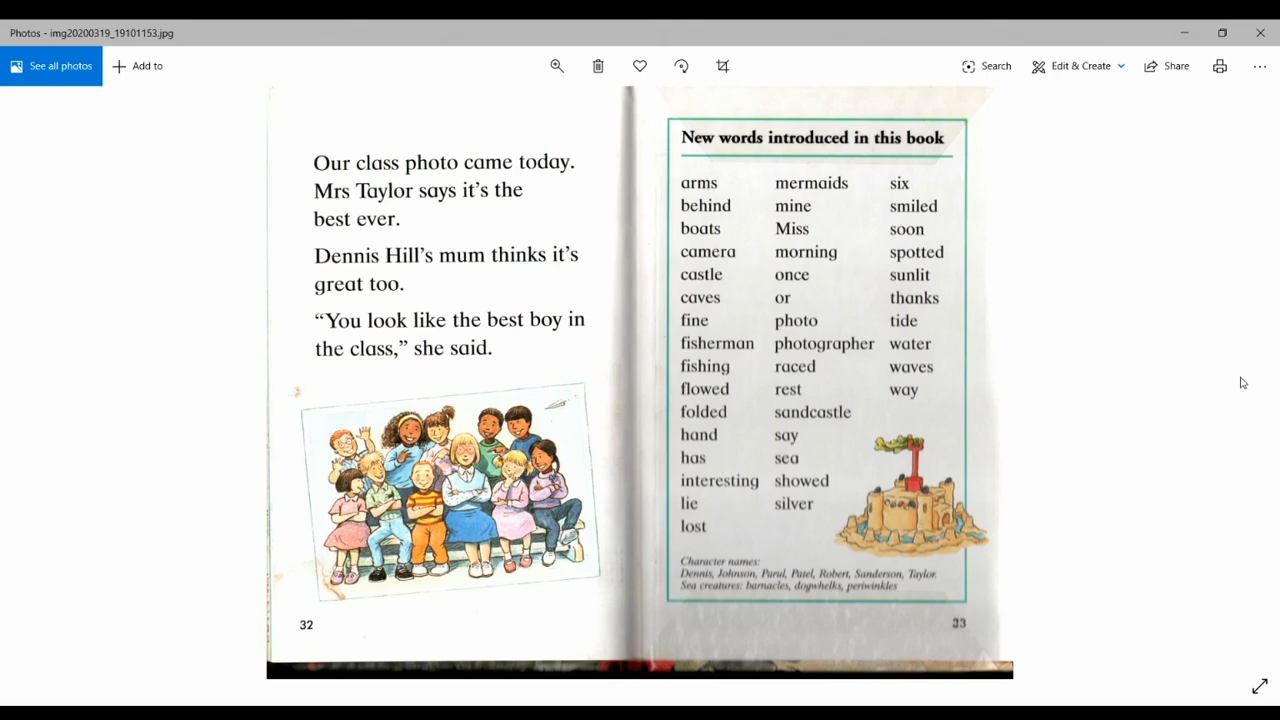 Photos - img20200319_19101153.jpg
See all photos
Add to
Search
Edit & Create
Share
Our class photo came today.
Mrs Taylor says it's the
best ever.
Dennis Hill's mum thinks it's
great too.
“You look like the best boy in
the class,” she said.
32
New words introduced in this book
arms
behind
boats
camera
castle
caves
fine
fisherman
fishing
flowed
folded
hand
has
interesting
lie
lost
mermaids
mine
Miss
morning
once
or
photo
photographer
raced
rest
sandcastle
say
sea
showed
silver
six
smiled
soon
spotted
sunlit
thanks
tide
water
waves
way
Character names:
Dennis, Johnson, Parul, Patel, Robert, Sanderson, Taylor.
Sea creatures: barnacles, dogwhelks, periwinkles
33